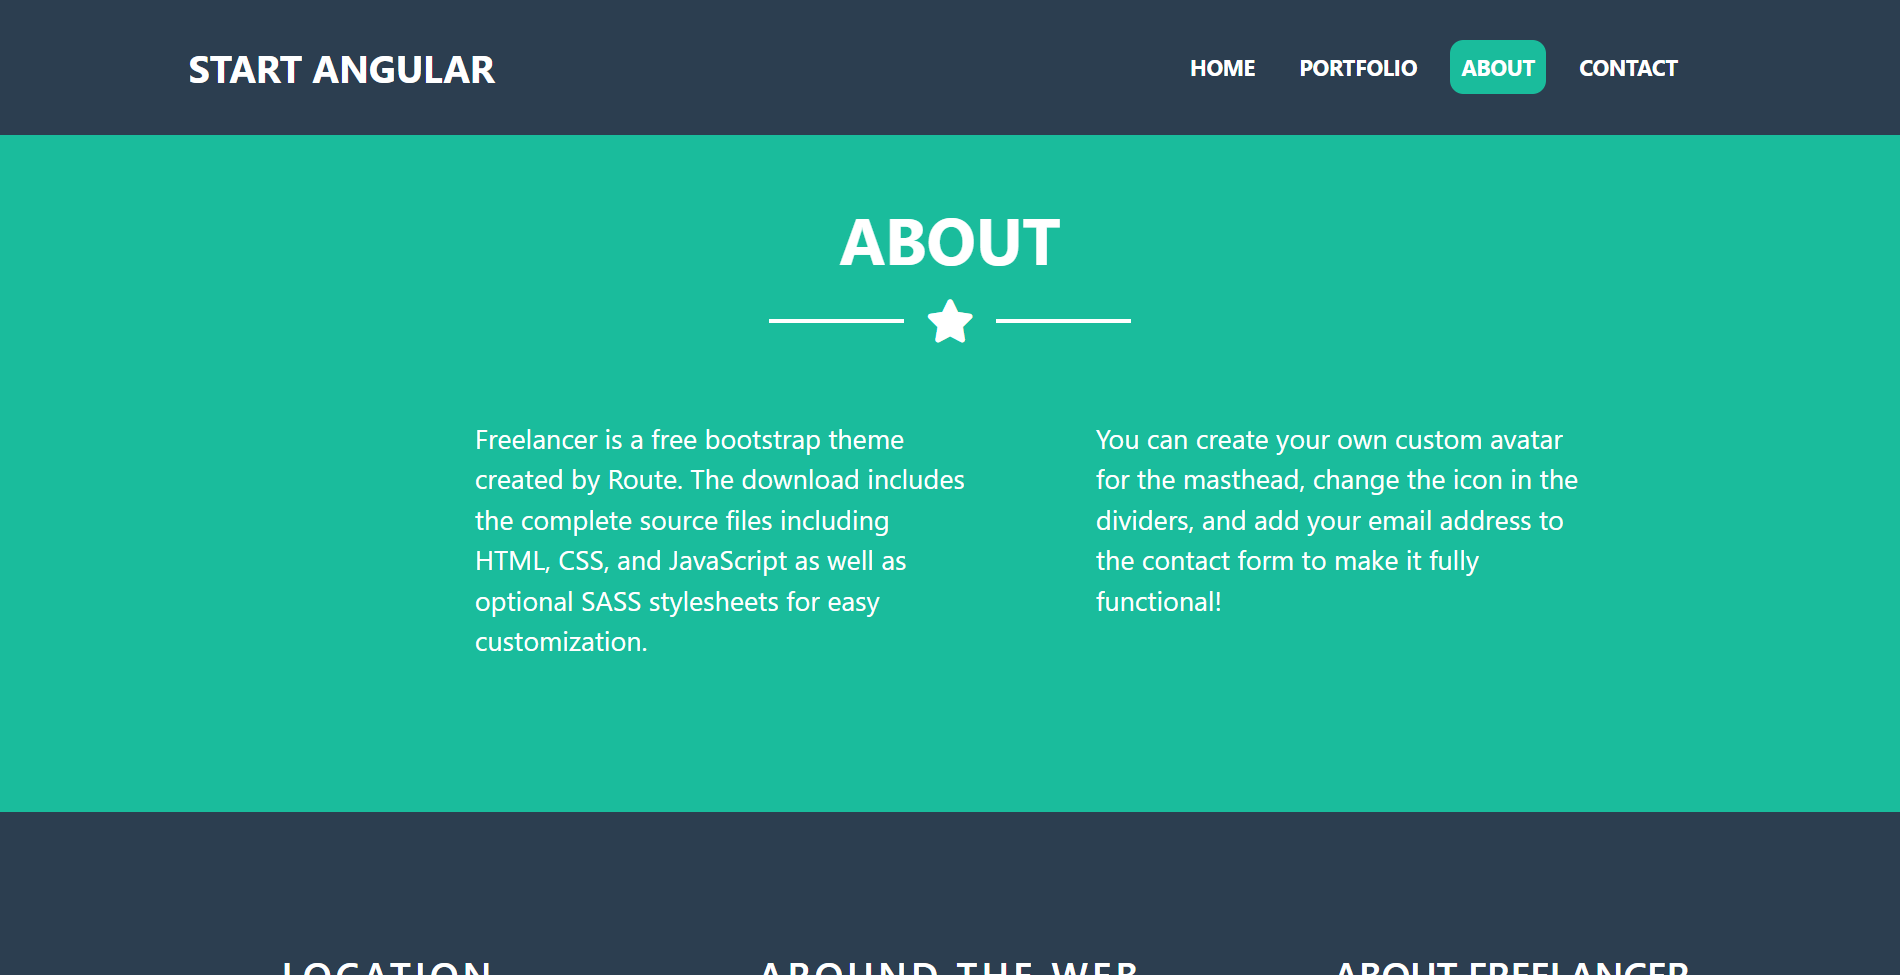 START ANGULAR
HOME PORTFOLIO ABOUT CONTACT
ABOUT
Freelancer is a free bootstrap theme
created by Route. The download includes
the complete source files including
HTML, CSS, and JavaScript as well as
optional SASS stylesheets for easy
customization.
You can create your own custom avatar
for the masthead, change the icon in the
dividers, and add your email address to
the contact form to make it fully
functional!
LOCATION
AROUND THE WEB
ABOUT FREELANCER